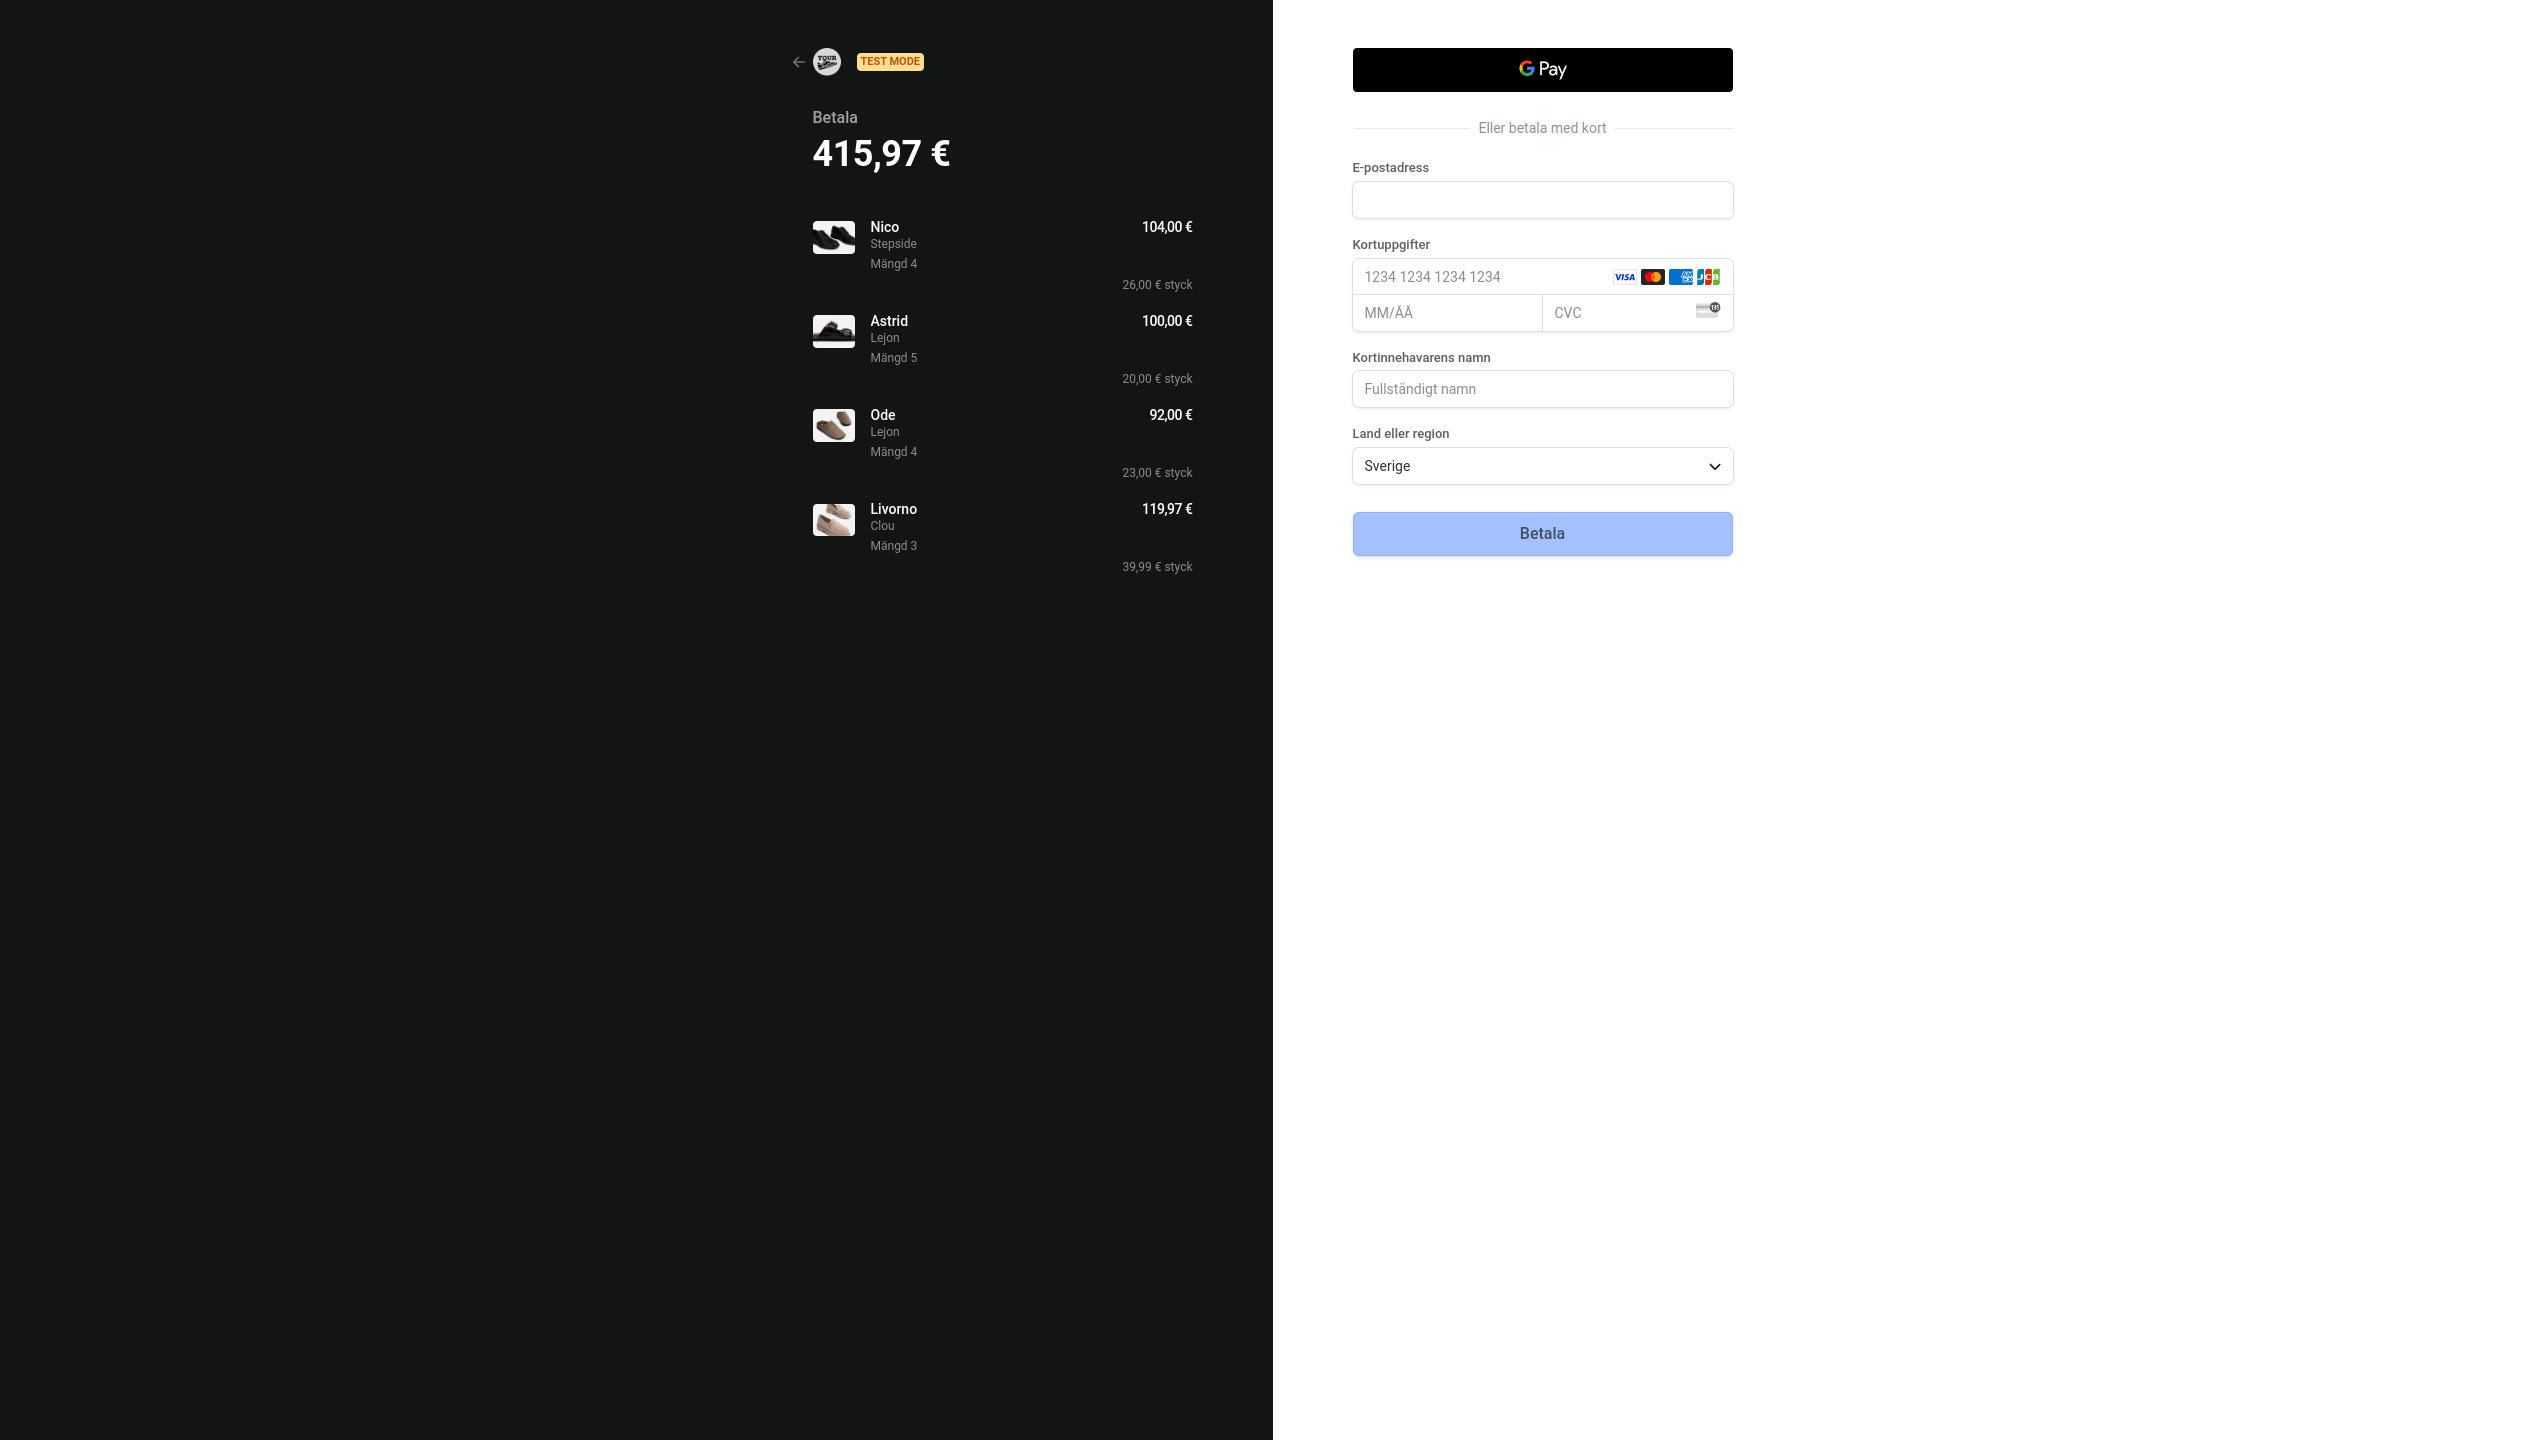 YOUR
TEST MODE
Betala
415,97 €
Nico
104,00 €
Stepside
Mängd 4
26,00 € styck
Astrid
100,00 €
Lejon
Mängd 5
20,00 € styck
Ode
92,00 €
Lejon
Mängd 4
23,00 € styck
Livorno
119,97 €
Clou
Mängd 3
39,99 € styck
G Pay
Eller betala med kort
E-postadress
Kortuppgifter
1234 1234 1234 1234
VISA
AMEX
JCB
MM/ÅÅ
CVC
Kortinnehavarens namn
Fullständigt namn
Land eller region
Sverige
Betala